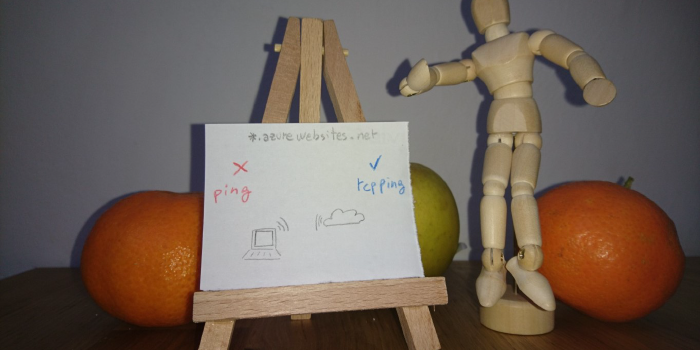 *.azurewebsites.net
✗ ✓
ping tcpping